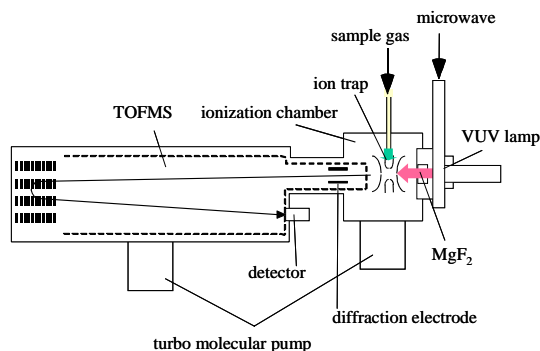 microwave
sample gas
ion trap
TOFMS
ionization chamber
VUV lamp
MgF2
detector
diffraction electrode
turbo molecular pump